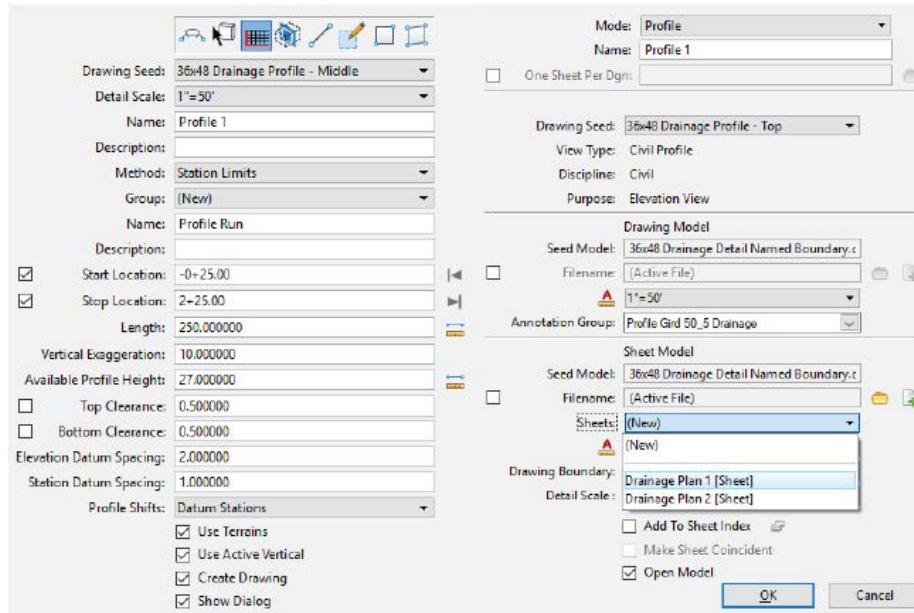 Drawing Seed: 36x48 Drainage Profile - Middle
Detail Scale: 1"=50'
Name: Profile 1
Description:
Method: Station Limits
Group: (New)
Name: Profile Run
Description:
Start Location: -0+25.00
Stop Location: 2+25.00
Length: 250.000000
Vertical Exaggeration: 10.000000
Available Profile Height: 27.000000
Top Clearance: 0.500000
Bottom Clearance: 0.500000
Elevation Datum Spacing: 2.000000
Station Datum Spacing: 1.000000
Profile Shifts: Datum Stations
Use Terrains
Use Active Vertical
Create Drawing
Show Dialog
Mode: Profile
Name: Profile 1
One Sheet Per Dgn:
Drawing Seed: 36x48 Drainage Profile - Top
View Type: Civil Profile
Discipline: Civil
Purpose: Elevation View
Drawing Model
Seed Model: 36x48 Drainage Detail Named Boundary.c
Filename: (Active File)
A 1"=50'
Annotation Group: Profile Gird 50_5 Drainage
Sheet Model
Seed Model: 36x48 Drainage Detail Named Boundary.c
Filename: (Active File)
Sheets: (New)
A (New)
Drawing Boundary: Drainage Plan 1 [Sheet]
Detail Scale : Drainage Plan 2 [Sheet]
Add To Sheet Index
Make Sheet Coincident
Open Model
OK Cancel